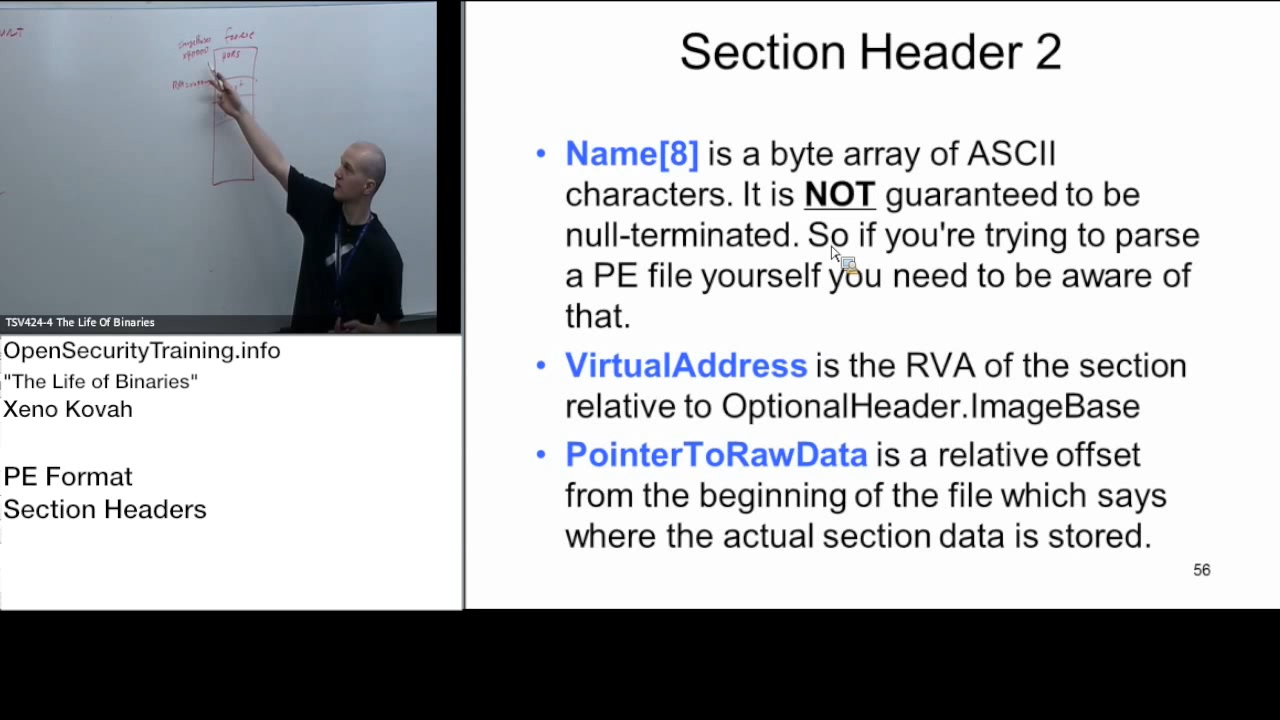 HDRS
TSV424-4 The Life Of Binaries
OpenSecurityTraining.info
"The Life of Binaries"
Xeno Kovah
PE Format
Section Headers
Section Header 2
• Name[8] is a byte array of ASCII
characters. It is NOT guaranteed to be
null-terminated. So if you're trying to parse
a PE file yourself you need to be aware of
that.
• VirtualAddress is the RVA of the section
relative to OptionalHeader.ImageBase
• PointerToRawData is a relative offset
from the beginning of the file which says
where the actual section data is stored.
56